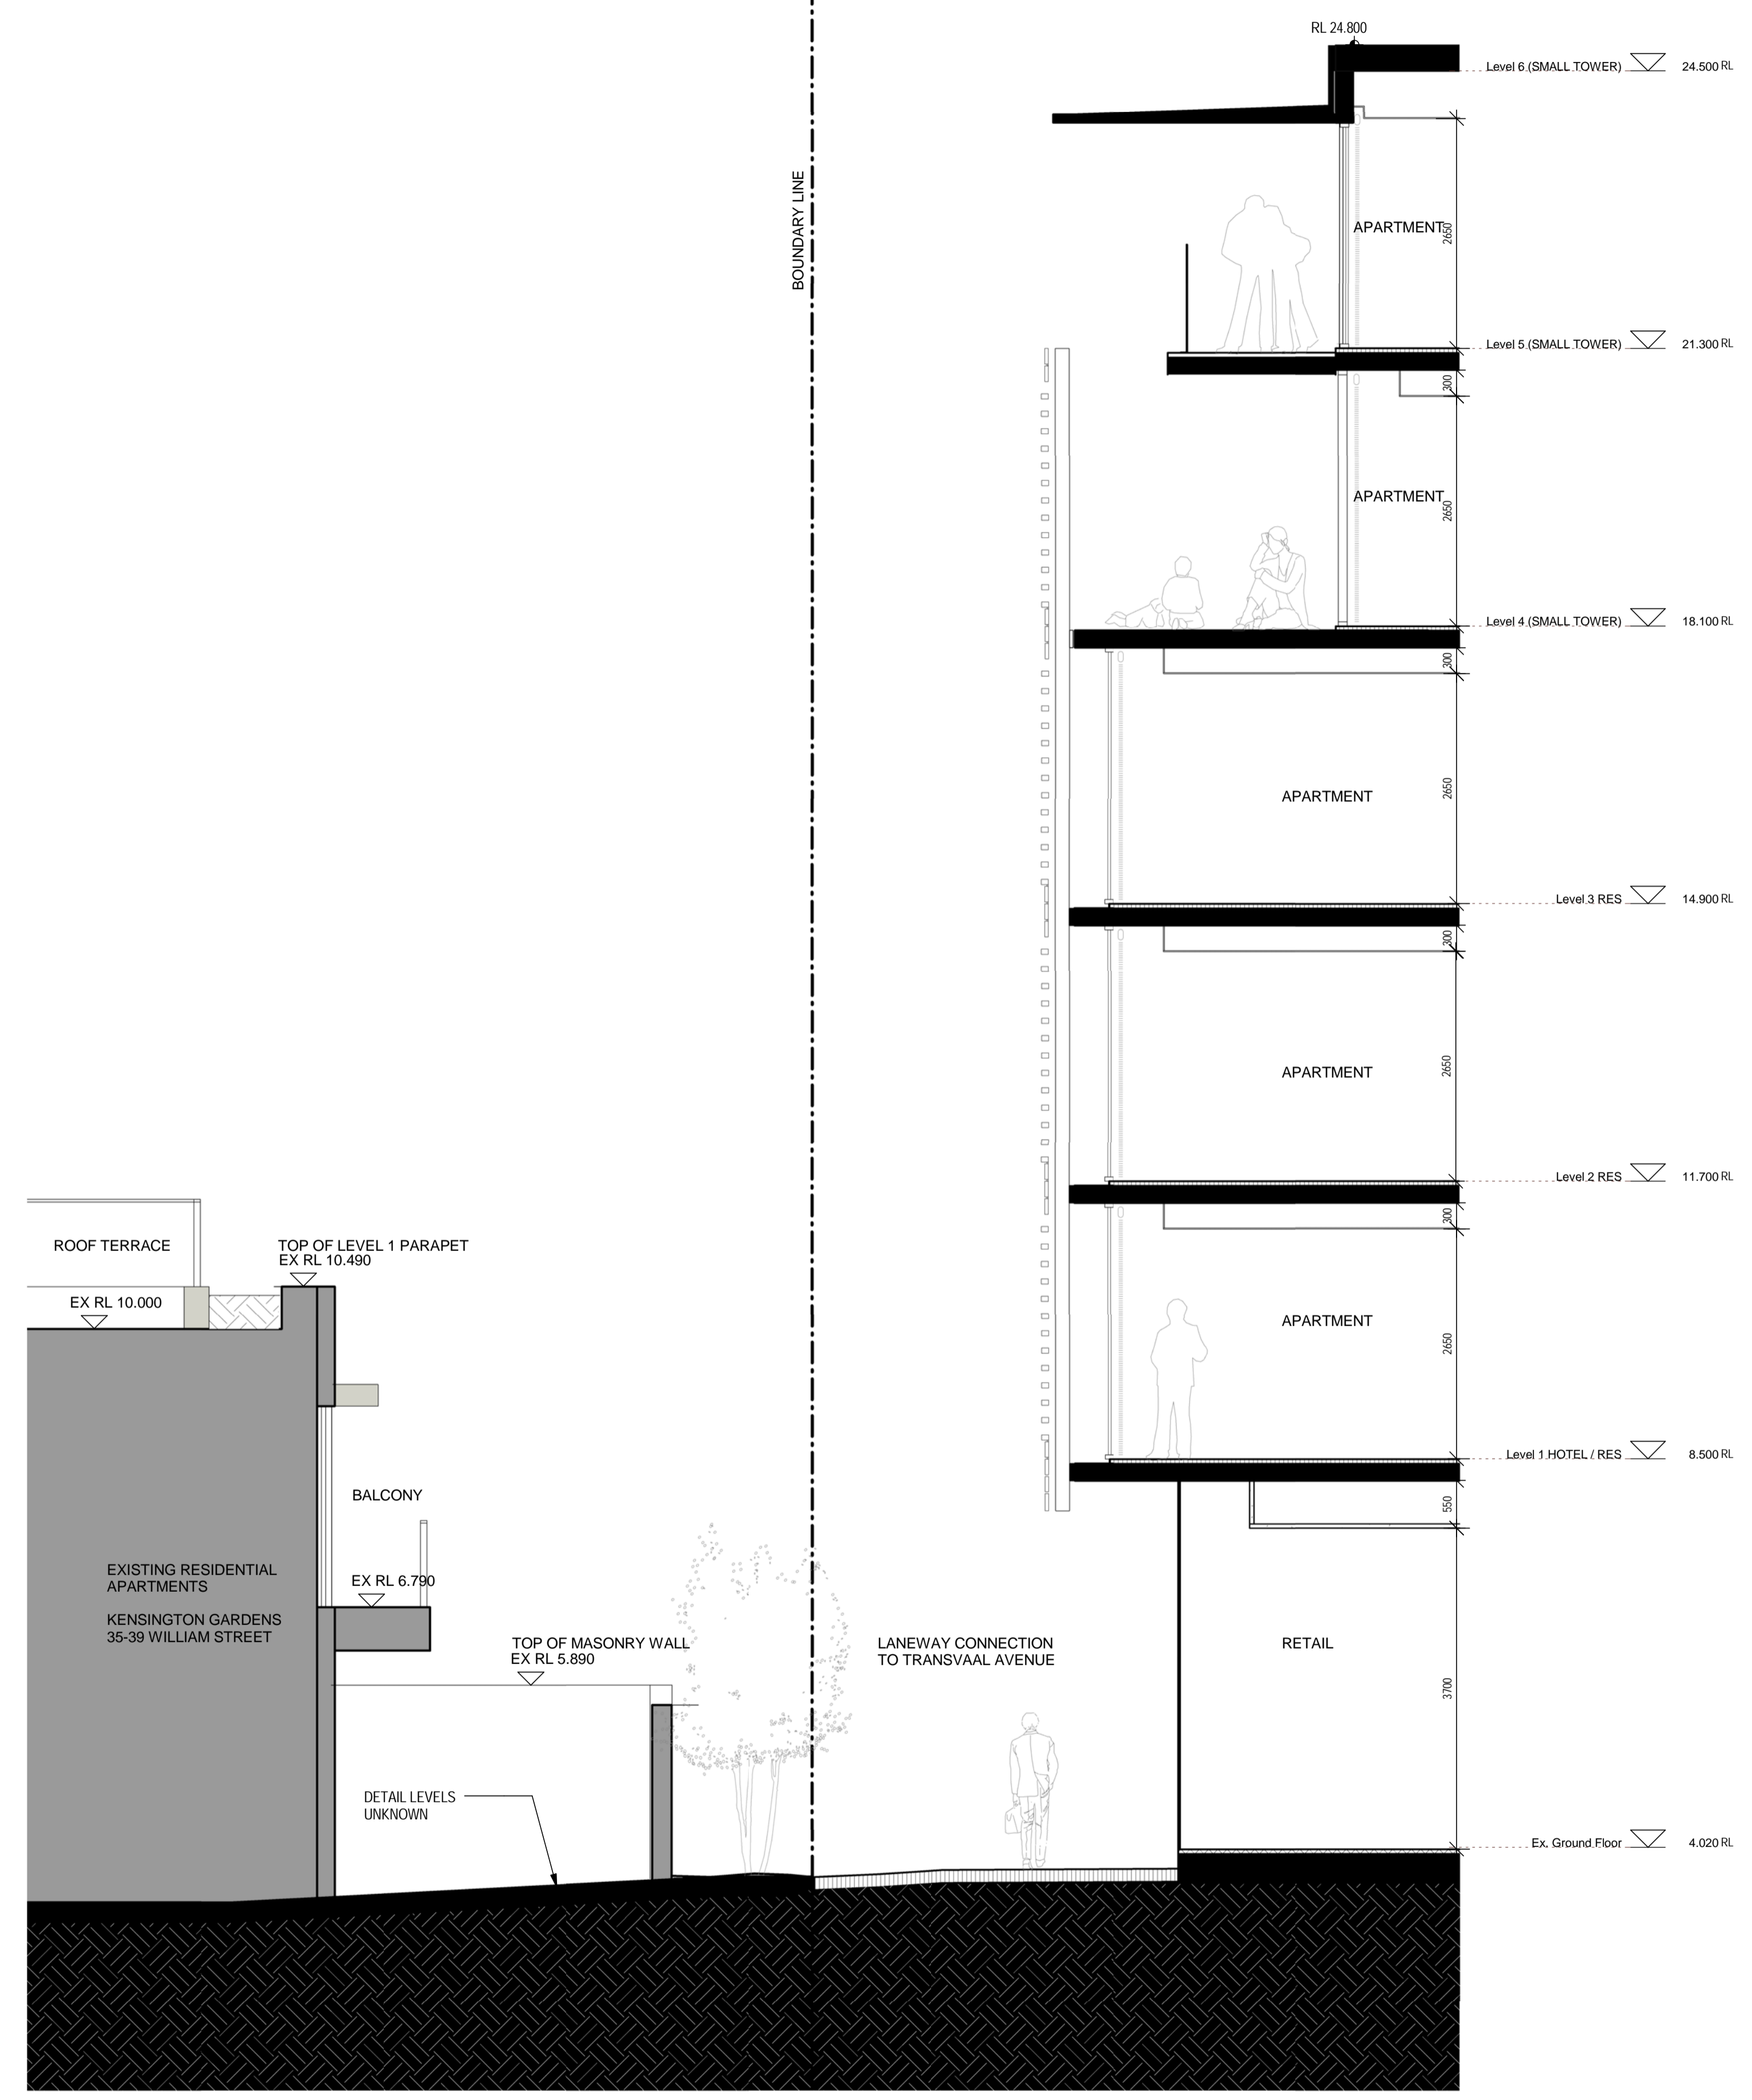 RL 24.800
Level 6 (SMALL TOWER) 24.500 RL
BOUNDARY LINE
APARTMENT
2650
Level 5 (SMALL TOWER) 21.300 RL
300
APARTMENT
2650
Level 4 (SMALL TOWER) 18.100 RL
300
APARTMENT
2650
Level 3 RES 14.900 RL
300
APARTMENT
2650
Level 2 RES 11.700 RL
300
ROOF TERRACE
TOP OF LEVEL 1 PARAPET
EX RL 10.490
EX RL 10.000
APARTMENT
2650
Level 1 HOTEL / RES 8.500 RL
550
BALCONY
EX RL 6.790
EXISTING RESIDENTIAL
APARTMENTS
KENSINGTON GARDENS
35-39 WILLIAM STREET
TOP OF MASONRY WALL
EX RL 5.890
LANEWAY CONNECTION
TO TRANSVAAL AVENUE
RETAIL
3700
DETAIL LEVELS
UNKNOWN
Ex. Ground Floor 4.020 RL